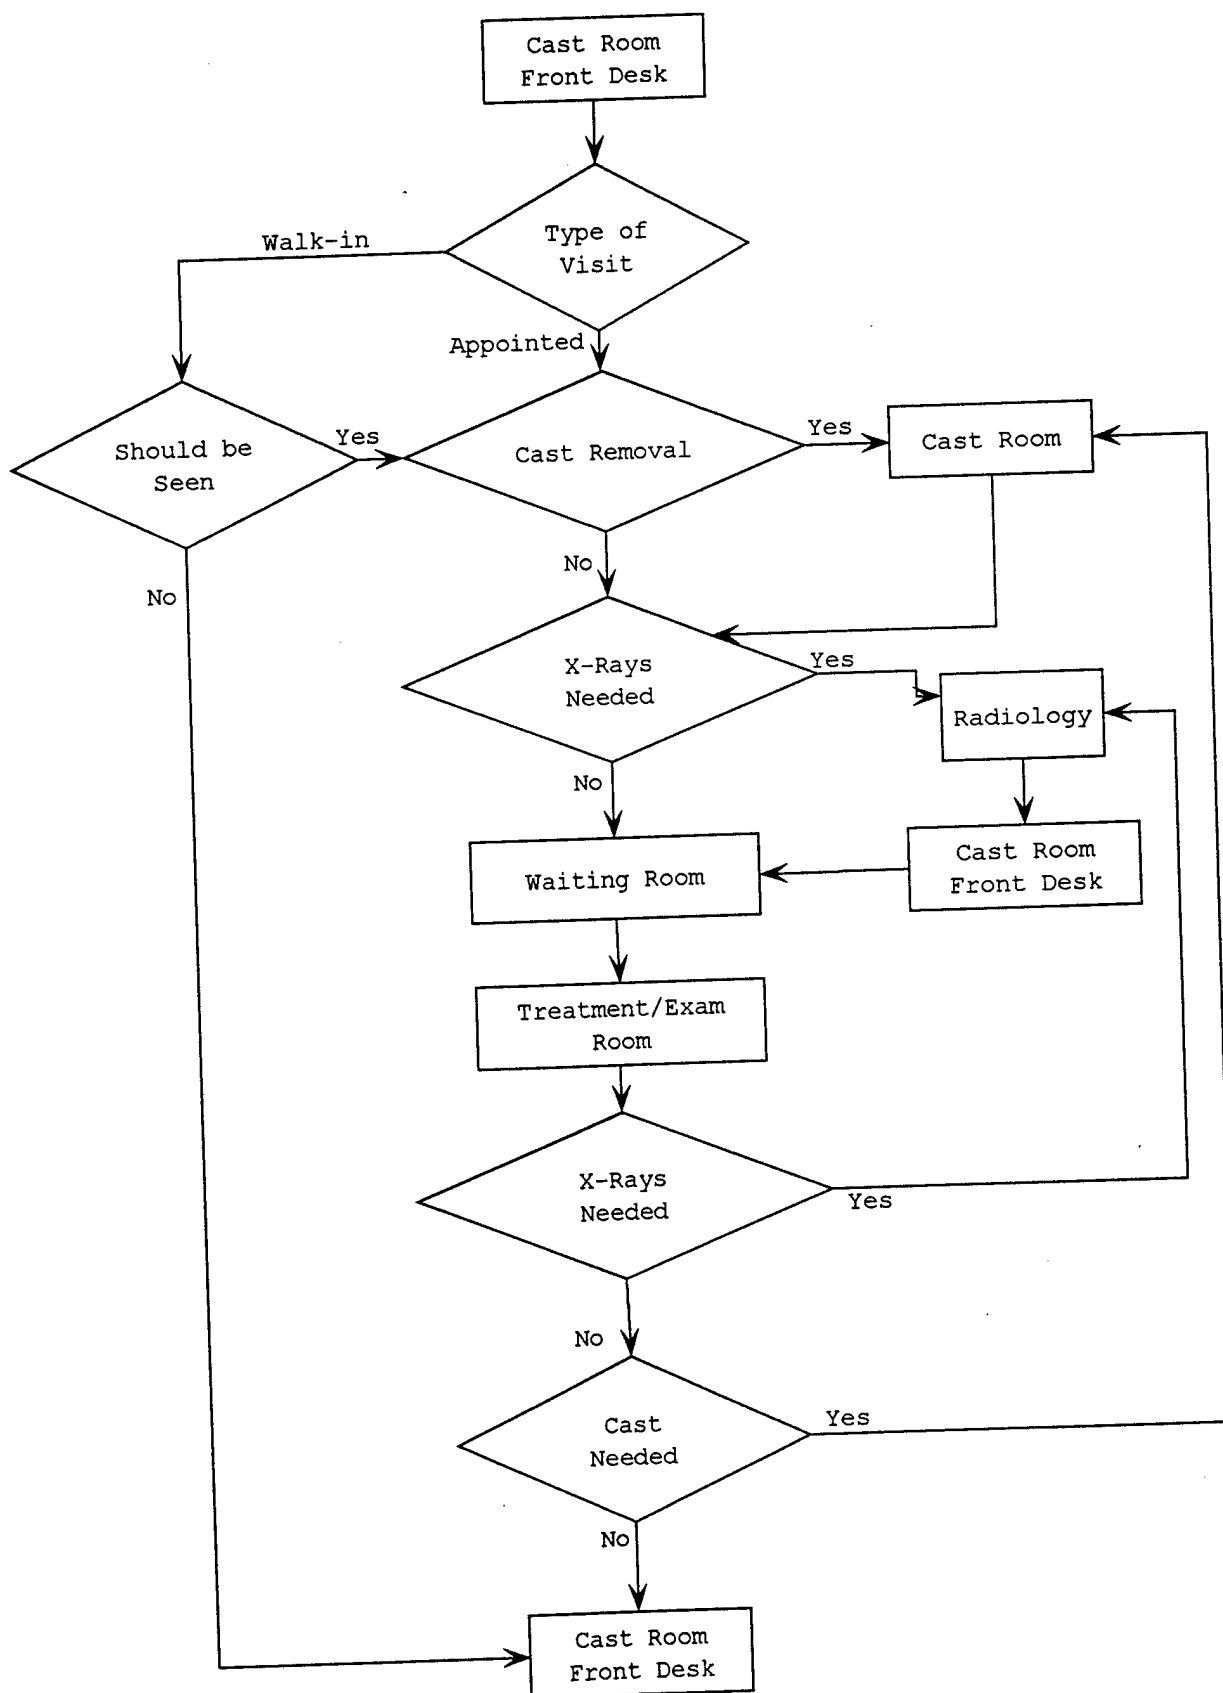 Cast Room
Front Desk
Type of
Visit
Walk-in
Appointed
Should be
Seen
Yes
Cast Removal
Yes
Cast Room
No
No
X-Rays
Needed
Yes
Radiology
No
Waiting Room
Cast Room
Front Desk
Treatment/Exam
Room
X-Rays
Needed
Yes
No
Cast
Needed
Yes
No
Cast Room
Front Desk